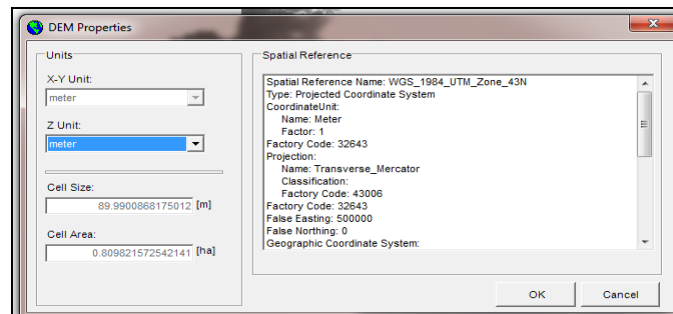 DEM Properties
Units
X-Y Unit:
meter
Z Unit:
meter
Cell Size:
89.9900868175012 [m]
Cell Area:
0.809821572542141 [ha]
Spatial Reference
Spatial Reference Name: WGS_1984_UTM_Zone_43N
Type: Projected Coordinate System
CoordinateUnit:
Name: Meter
Factor: 1
Factory Code: 32643
Projection:
Name: Transverse_Mercator
Classification:
Factory Code: 43006
Factory Code: 32643
False Easting: 500000
False Northing: 0
Geographic Coordinate System:
OK Cancel